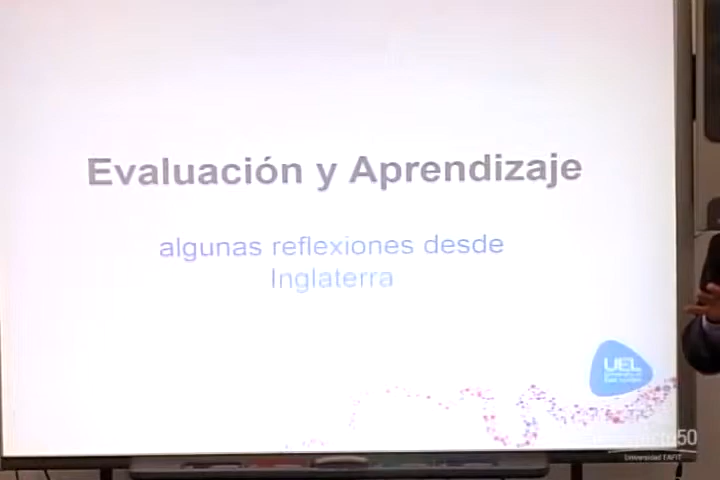 Evaluación y Aprendizaje
algunas reflexiones desde
Inglaterra
UEL
Universidad EAFIT